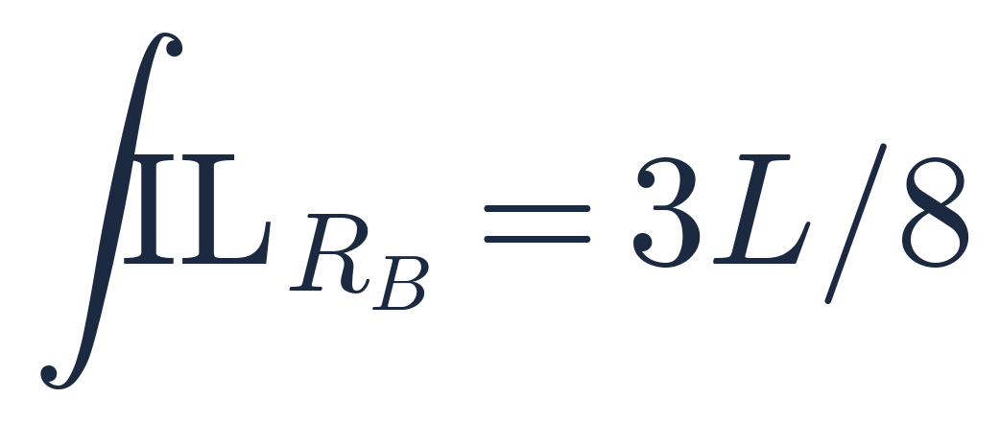 ∫IL_{R_B} = 3L/8